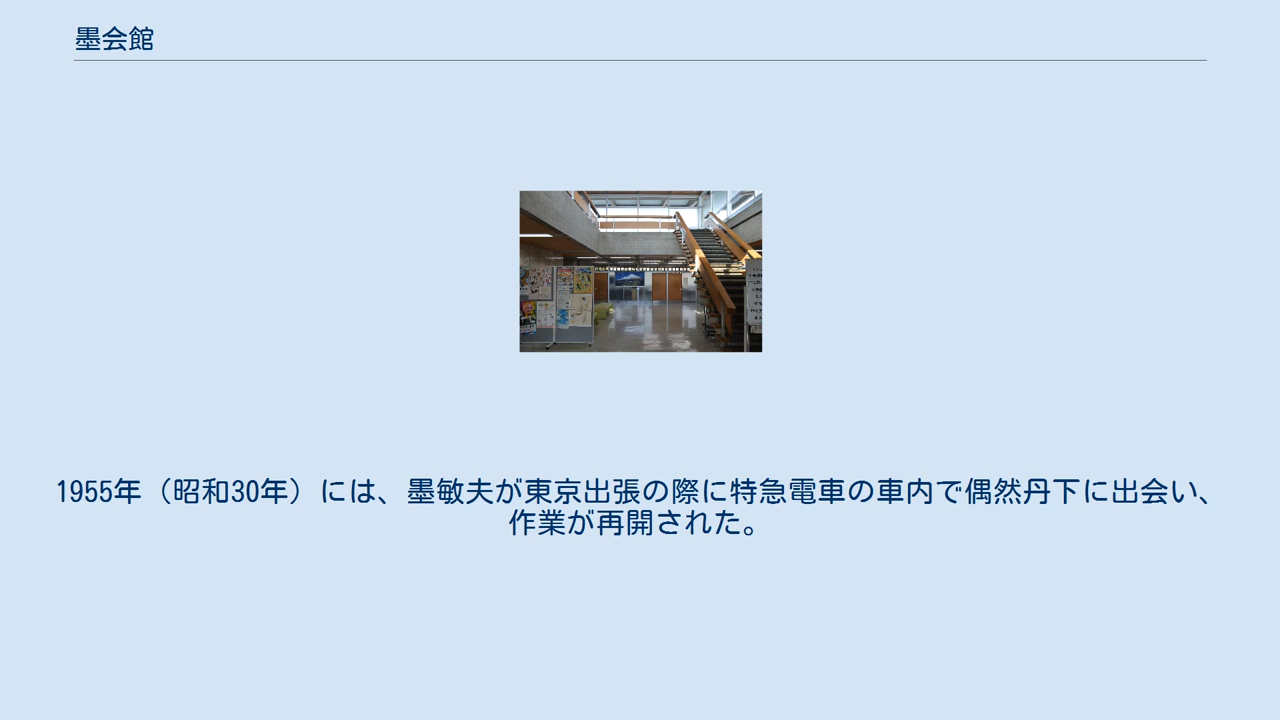 墨会館
1955年（昭和30年）には、墨敏夫が東京出張の際に特急電車の車内で偶然丹下に出会い、
作業が再開された。